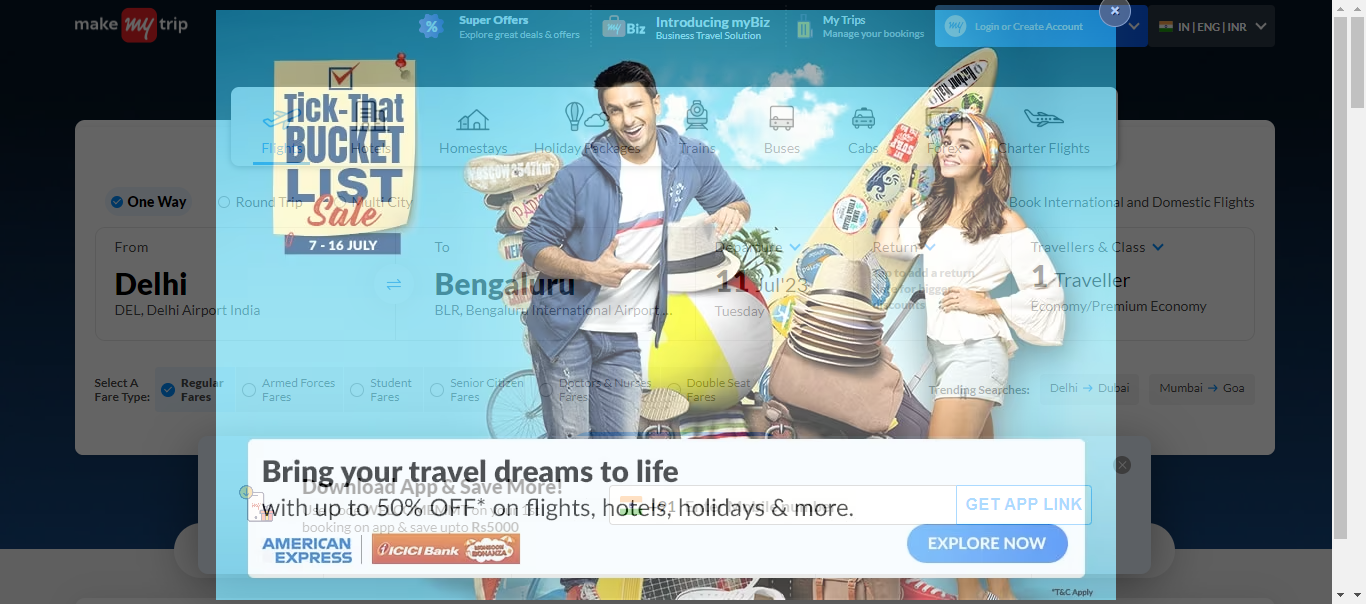 make my trip
Super Offers
Explore great deals & offers
Biz
Introducing myBiz
Business Travel Solution
My Trips
Manage your bookings
my
Login or Create Account
IN | ENG | INR
Tick-That
BUCKET
LIST
Sale
7 - 16 JULY
Flights
Hotels
Homestays
Holiday Packages
Trains
Buses
Cabs
Forex
Charter Flights
One Way
Round Trip
Multi City
Book International and Domestic Flights
From
Delhi
DEL, Delhi Airport India
To
Bengaluru
BLR, Bengaluru International Airport...
Departure
11 Jul'23
Tuesday
Return
Tap to add a return
for bigger
discounts
Travellers & Class
1 Traveller
Economy/Premium Economy
Select A
Fare Type:
Regular
Fares
Armed Forces
Fares
Student
Fares
Senior Citizen
Fares
Doctors & Nurses
Fares
Double Seat
Fares
Trending Searches:
Delhi → Dubai
Mumbai → Goa
Bring your travel dreams to life
with up to 50% OFF* on flights, hotels, holidays & more.
Download App & Save More!
booking on app & save upto Rs5000
GET APP LINK
AMERICAN
EXPRESS
ICICI Bank
MONSOON
BONANZA
EXPLORE NOW
*T&C Apply